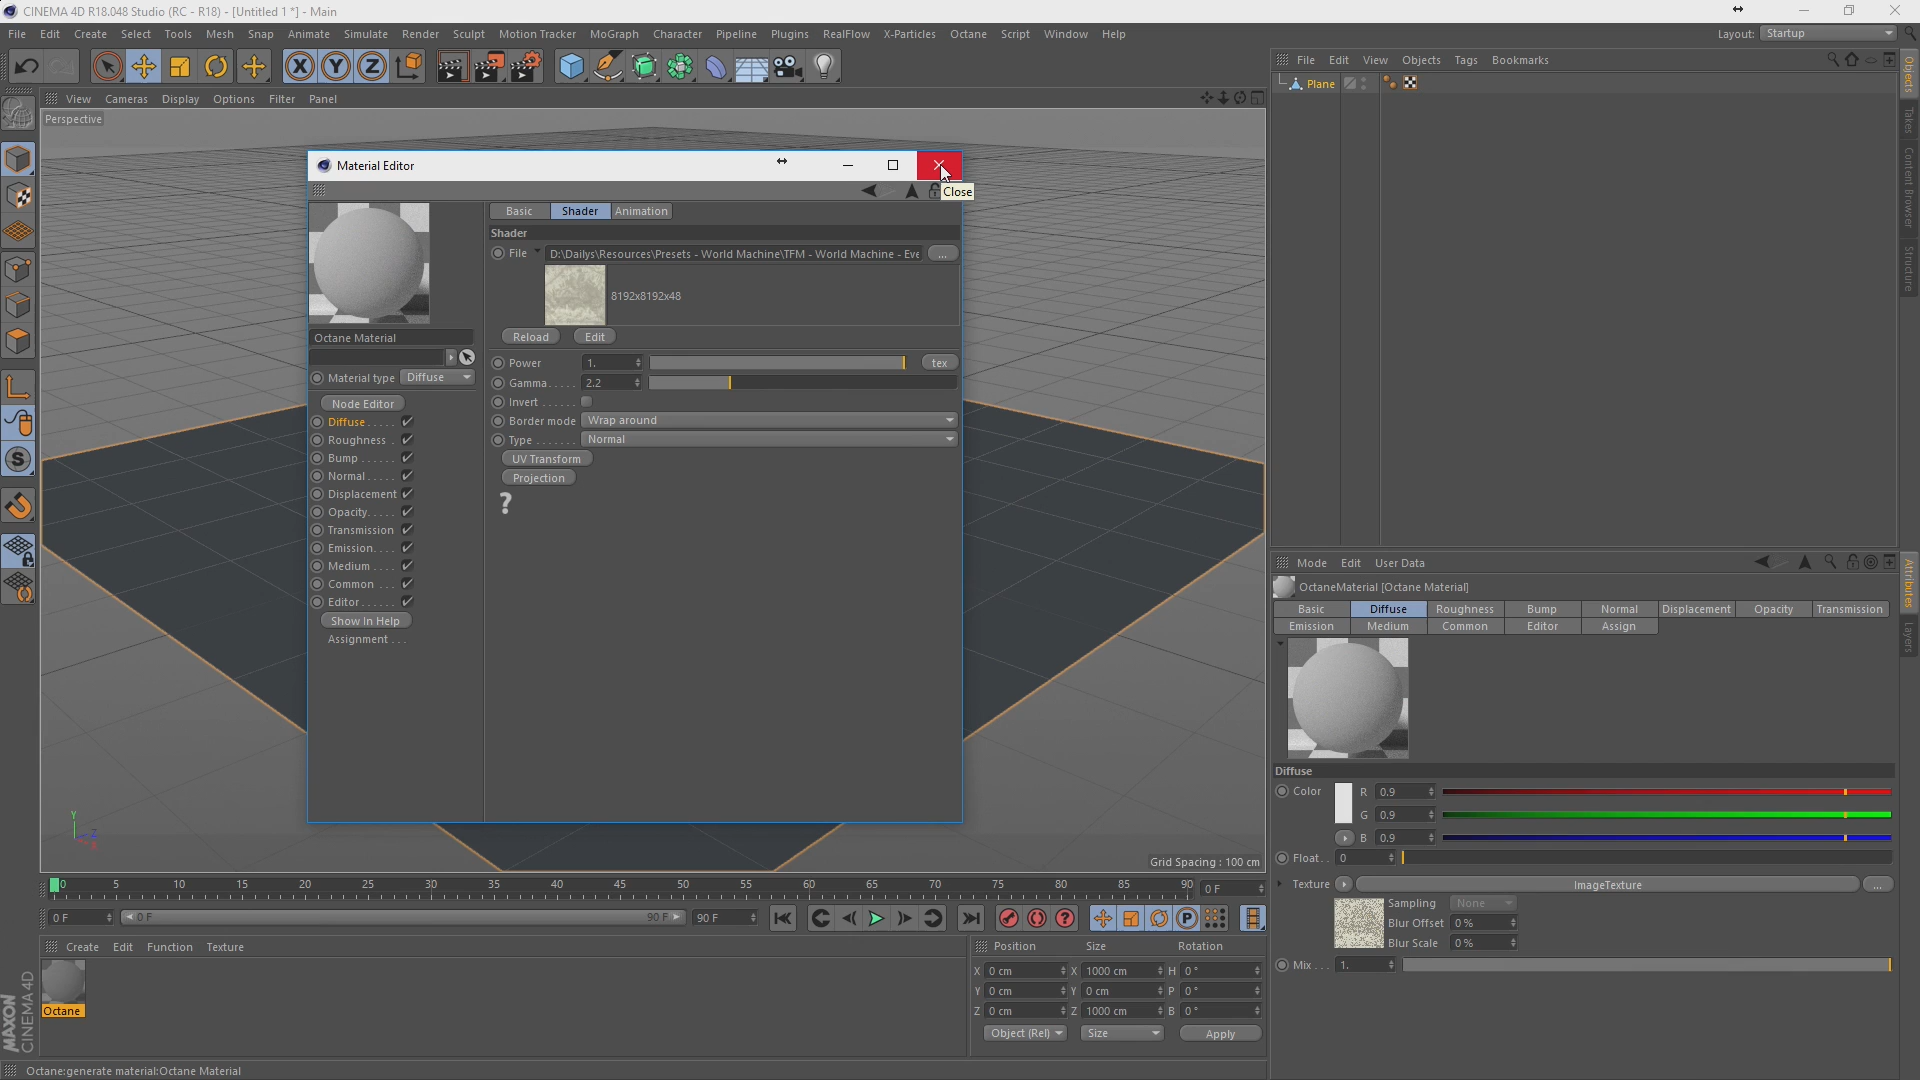 CINEMA 4D R18.048 Studio (RC - R18) - [Untitled 1 *] - Main
File Edit Create Select Tools Mesh Snap Animate Simulate Render Sculpt Motion Tracker MoGraph Character Pipeline Plugins RealFlow X-Particles Octane Script Window Help
Layout: Startup
View Cameras Display Options Filter Panel
Perspective
Material Editor
Close
Basic Shader Animation
Shader
File D:\Dailys\Resources\Presets - World Machine\TFM - World Machine - Eve ...
8192x8192x48
Reload Edit
Octane Material
Material type Diffuse
Node Editor
Diffuse . . . . .
Roughness .
Bump . . . . . .
Normal . . . . .
Displacement
Opacity. . . . .
Transmission
Emission. . . .
Medium . . . .
Common . . .
Editor . . . . . .
Show In Help
Assignment . . .
Power 1. tex
Gamma. . . . . 2.2
Invert . . . . . .
Border mode Wrap around
Type . . . . . . . Normal
UV Transform
Projection
?
Y
Z
X
Grid Spacing : 100 cm
0 5 10 15 20 25 30 35 40 45 50 55 60 65 70 75 80 85 90
0 F
0 F 0 F 90 F 90 F
Create Edit Function Texture
Octane
MAXON
CINEMA 4D
Position Size Rotation
X 0 cm X 1000 cm H 0 °
Y 0 cm Y 0 cm P 0 °
Z 0 cm Z 1000 cm B 0 °
Object (Rel) Size Apply
Octane:generate material:Octane Material
File Edit View Objects Tags Bookmarks
Plane
Objects
Takes
Content Browser
Structure
Mode Edit User Data
OctaneMaterial [Octane Material]
Basic Diffuse Roughness Bump Normal Displacement Opacity Transmission
Emission Medium Common Editor Assign
Diffuse
Color R 0.9
G 0.9
B 0.9
Float. . 0
Texture ImageTexture ...
Sampling None
Blur Offset 0 %
Blur Scale 0 %
Mix . . . 1.
Attributes
Layers